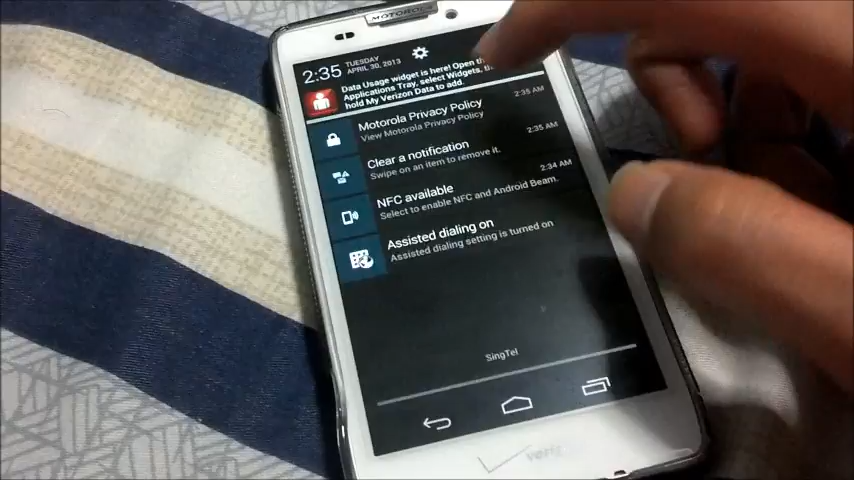 MOTOROLA
2:35
TUESDAY
APRIL 30, 2013
Data Usage widget is here! Open th
Applications Tray, select Widgets, th
hold My Verizon Data to add.
Motorola Privacy Policy
2:35 AM
View Motorola Privacy Policy
Clear a notification
2:35 AM
Swipe on an item to remove it.
NFC available
2:34 AM
Select to enable NFC and Android Beam.
Assisted dialing on
Assisted dialing setting is turned on
SingTel